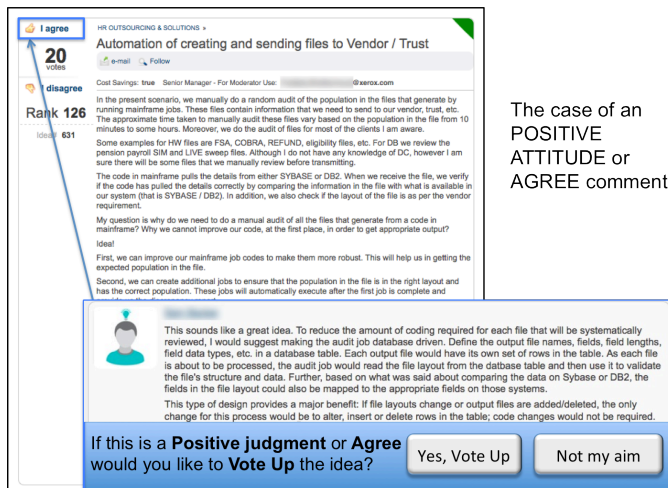 I agree
20
votes
I disagree
Rank 126
Idea# 631
HR OUTSOURCING & SOLUTIONS »
Automation of creating and sending files to Vendor / Trust
e-mail Follow
Cost Savings: true Senior Manager - For Moderator Use: @xerox.com
In the present scenario, we manually do a random audit of the population in the files that generate by
running mainframe jobs. These files contain information that we need to send to our vendor, trust, etc.
The approximate time taken to manually audit these files vary based on the population in the file from 10
minutes to some hours. Moreover, we do the audit of files for most of the clients I am aware.
Some examples for HW files are FSA, COBRA, REFUND, eligibility files, etc. For DB we review the
pension payroll SIM and LIVE sweep files. Although I do not have any knowledge of DC, however I am
sure there will be some files that we manually review before transmitting.
The code in mainframe pulls the details from either SYBASE or DB2. When we receive the file, we verify
if the code has pulled the details correctly by comparing the information in the file with what is available in
our system (that is SYBASE / DB2). In addition, we also check if the layout of the file is as per the vendor
requirement.
My question is why do we need to do a manual audit of all the files that generate from a code in
mainframe? Why we cannot improve our code, at the first place, in order to get appropriate output?
Idea!
First, we can improve our mainframe job codes to make them more robust. This will help us in getting the
expected population in the file.
Second, we can create additional jobs to ensure that the population in the file is in the right layout and
has the correct population. These jobs will automatically execute after the first job is complete and
This sounds like a great idea. To reduce the amount of coding required for each file that will be systematically
reviewed, I would suggest making the audit job database driven. Define the output file names, fields, field lengths,
field data types, etc. in a database table. Each output file would have its own set of rows in the table. As each file
is about to be processed, the audit job would read the file layout from the datbase table and then use it to validate
the file's structure and data. Further, based on what was said about comparing the data on Sybase or DB2, the
fields in the file layout could also be mapped to the appropriate fields on those systems.
This type of design provides a major benefit: If file layouts change or output files are added/deleted, the only
change for this process would be to alter, insert or delete rows in the table; code changes would not be required.
If this is a Positive judgment or Agree
would you like to Vote Up the idea?
Yes, Vote Up
Not my aim
The case of an
POSITIVE
ATTITUDE or
AGREE comment